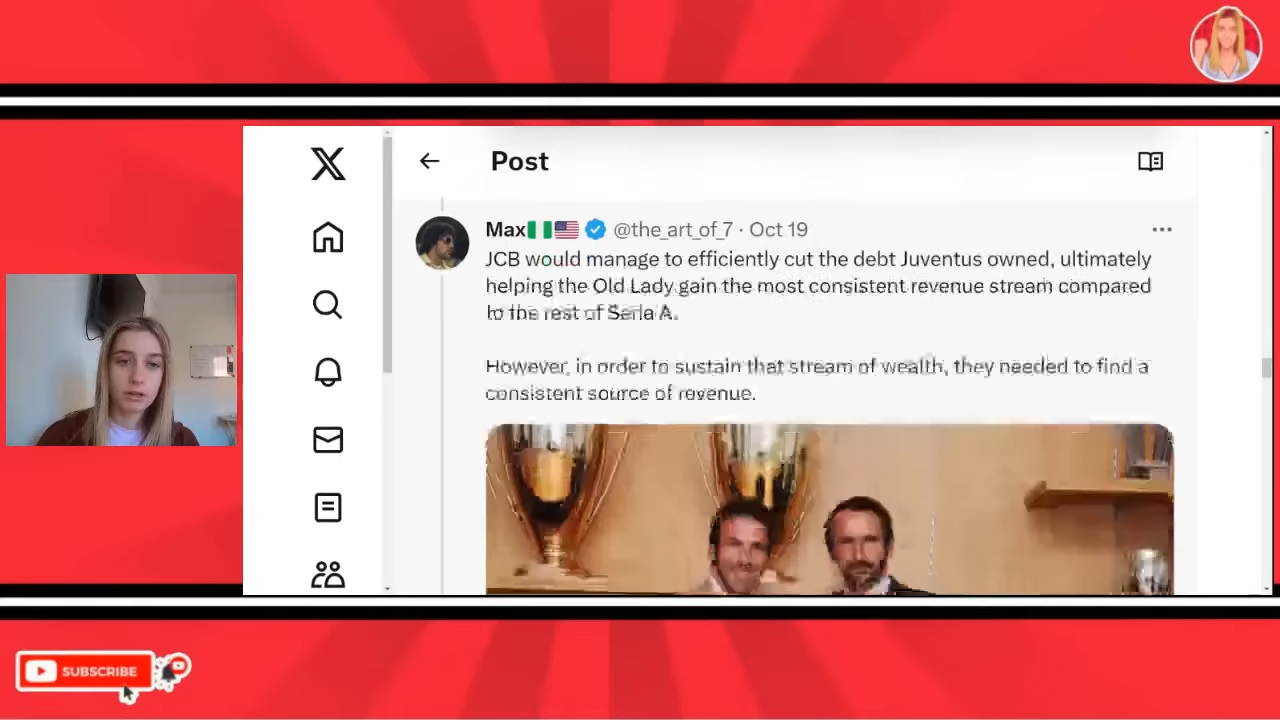 Post
Max @the_art_of_7 · Oct 19
JCB would manage to efficiently cut the debt Juventus owned, ultimately
helping the Old Lady gain the most consistent revenue stream compared
to the rest of Seria A.
However, in order to sustain that stream of wealth, they needed to find a
consistent source of revenue.
SUBSCRIBE